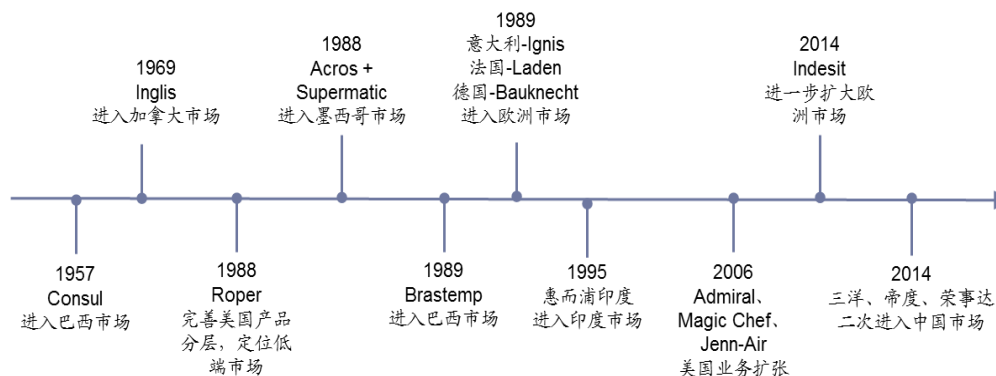 1969
Inglis
进入加拿大市场
1988
Acros +
Supermatic
进入墨西哥市场
1989
意大利-Ignis
法国-Laden
德国-Bauknecht
进入欧洲市场
2014
Indesit
进一步扩大欧
洲市场
1957
Consul
进入巴西市场
1988
Roper
完善美国产品
分层，定位低
端市场
1989
Brastemp
进入巴西市场
1995
惠而浦印度
进入印度市场
2006
Admiral、
Magic Chef、
Jenn-Air
美国业务扩张
2014
三洋、帝度、荣事达
二次进入中国市场